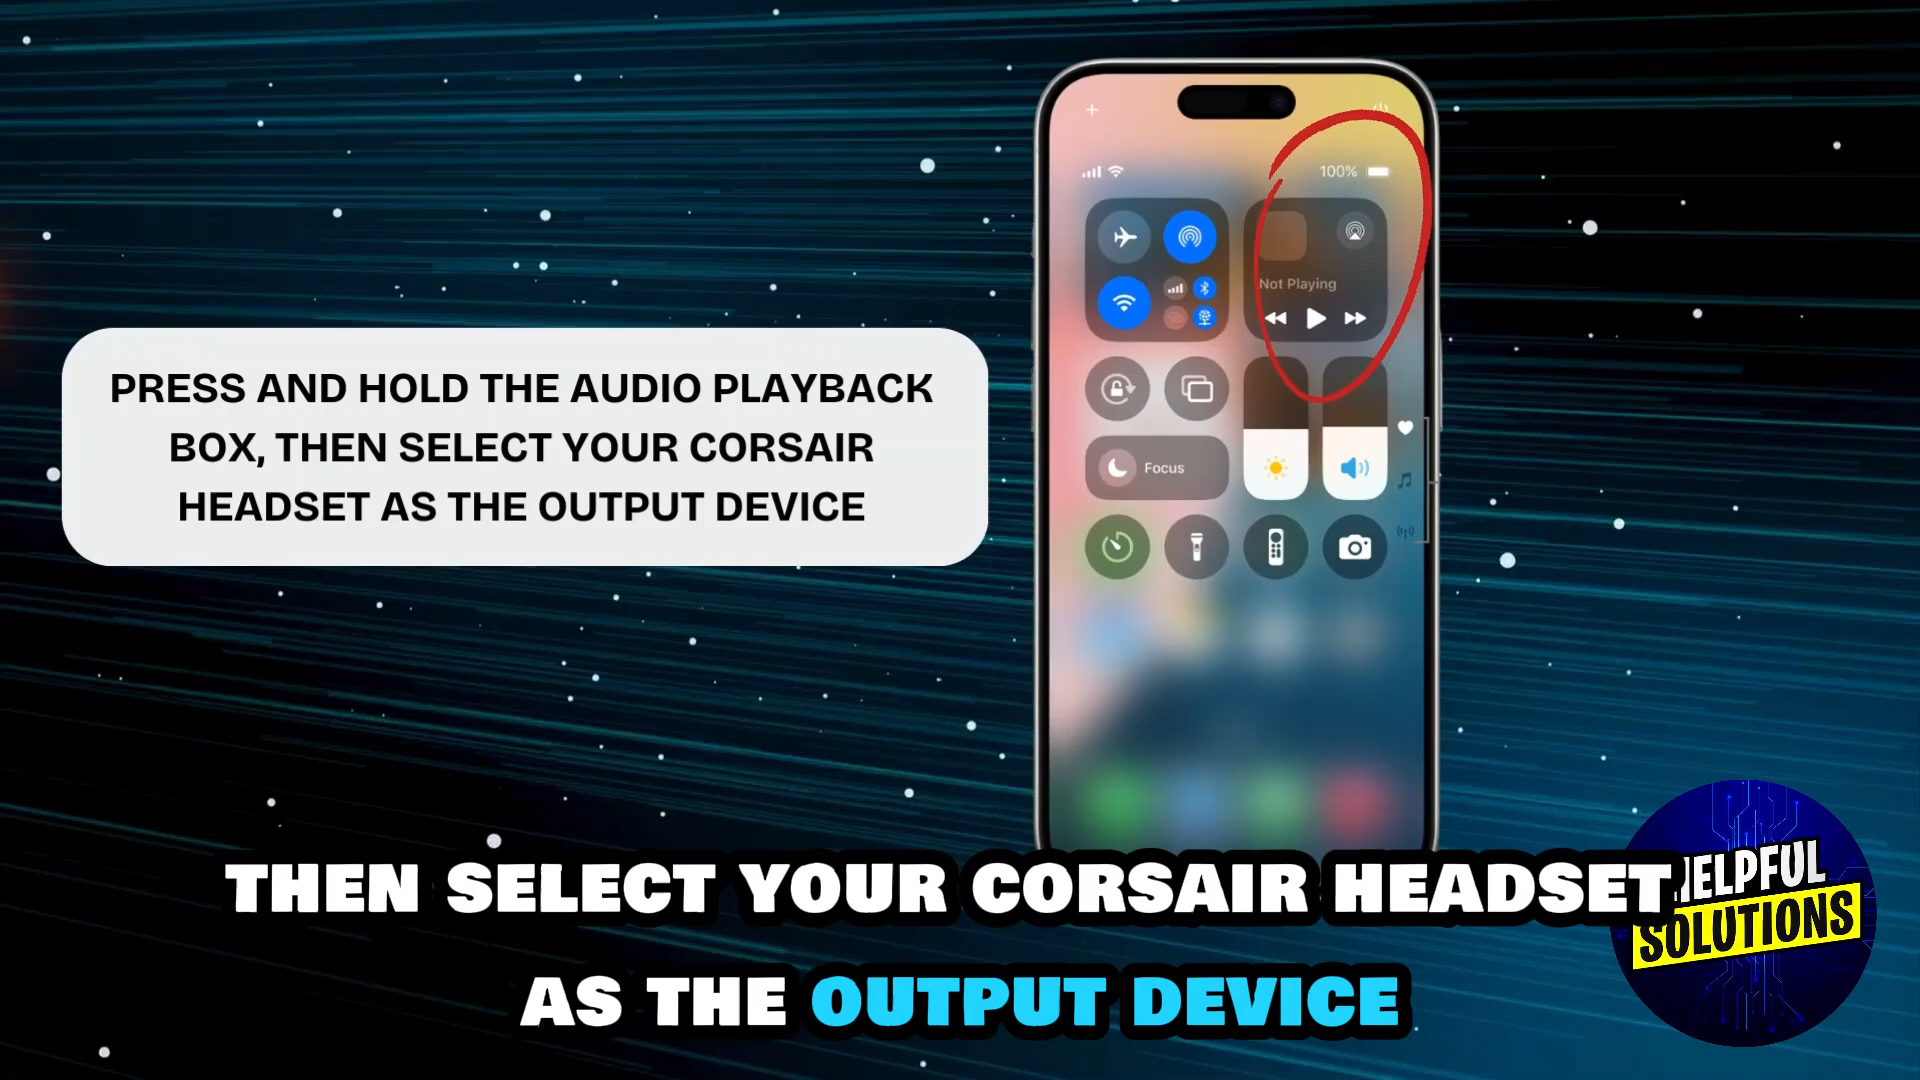 100%
Not Playing
Focus
PRESS AND HOLD THE AUDIO PLAYBACK
BOX, THEN SELECT YOUR CORSAIR
HEADSET AS THE OUTPUT DEVICE
THEN SELECT YOUR CORSAIR HEADSET
AS THE OUTPUT DEVICE
HELPFUL
SOLUTIONS